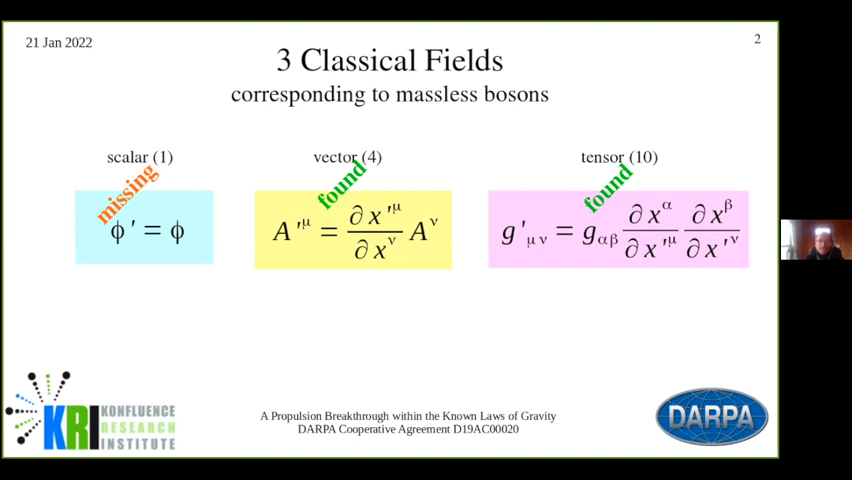 21 Jan 2022
2
3 Classical Fields
corresponding to massless bosons
scalar (1)
vector (4)
tensor (10)
missing
found
found
ϕ' = ϕ
A'^μ = ∂x'^μ / ∂x^ν A^ν
g'_μν = g_αβ ∂x^α / ∂x'^μ ∂x^β / ∂x'^ν
KRI KONFLUENCE
RESEARCH
INSTITUTE
A Propulsion Breakthrough within the Known Laws of Gravity
DARPA Cooperative Agreement D19AC00020
DARPA